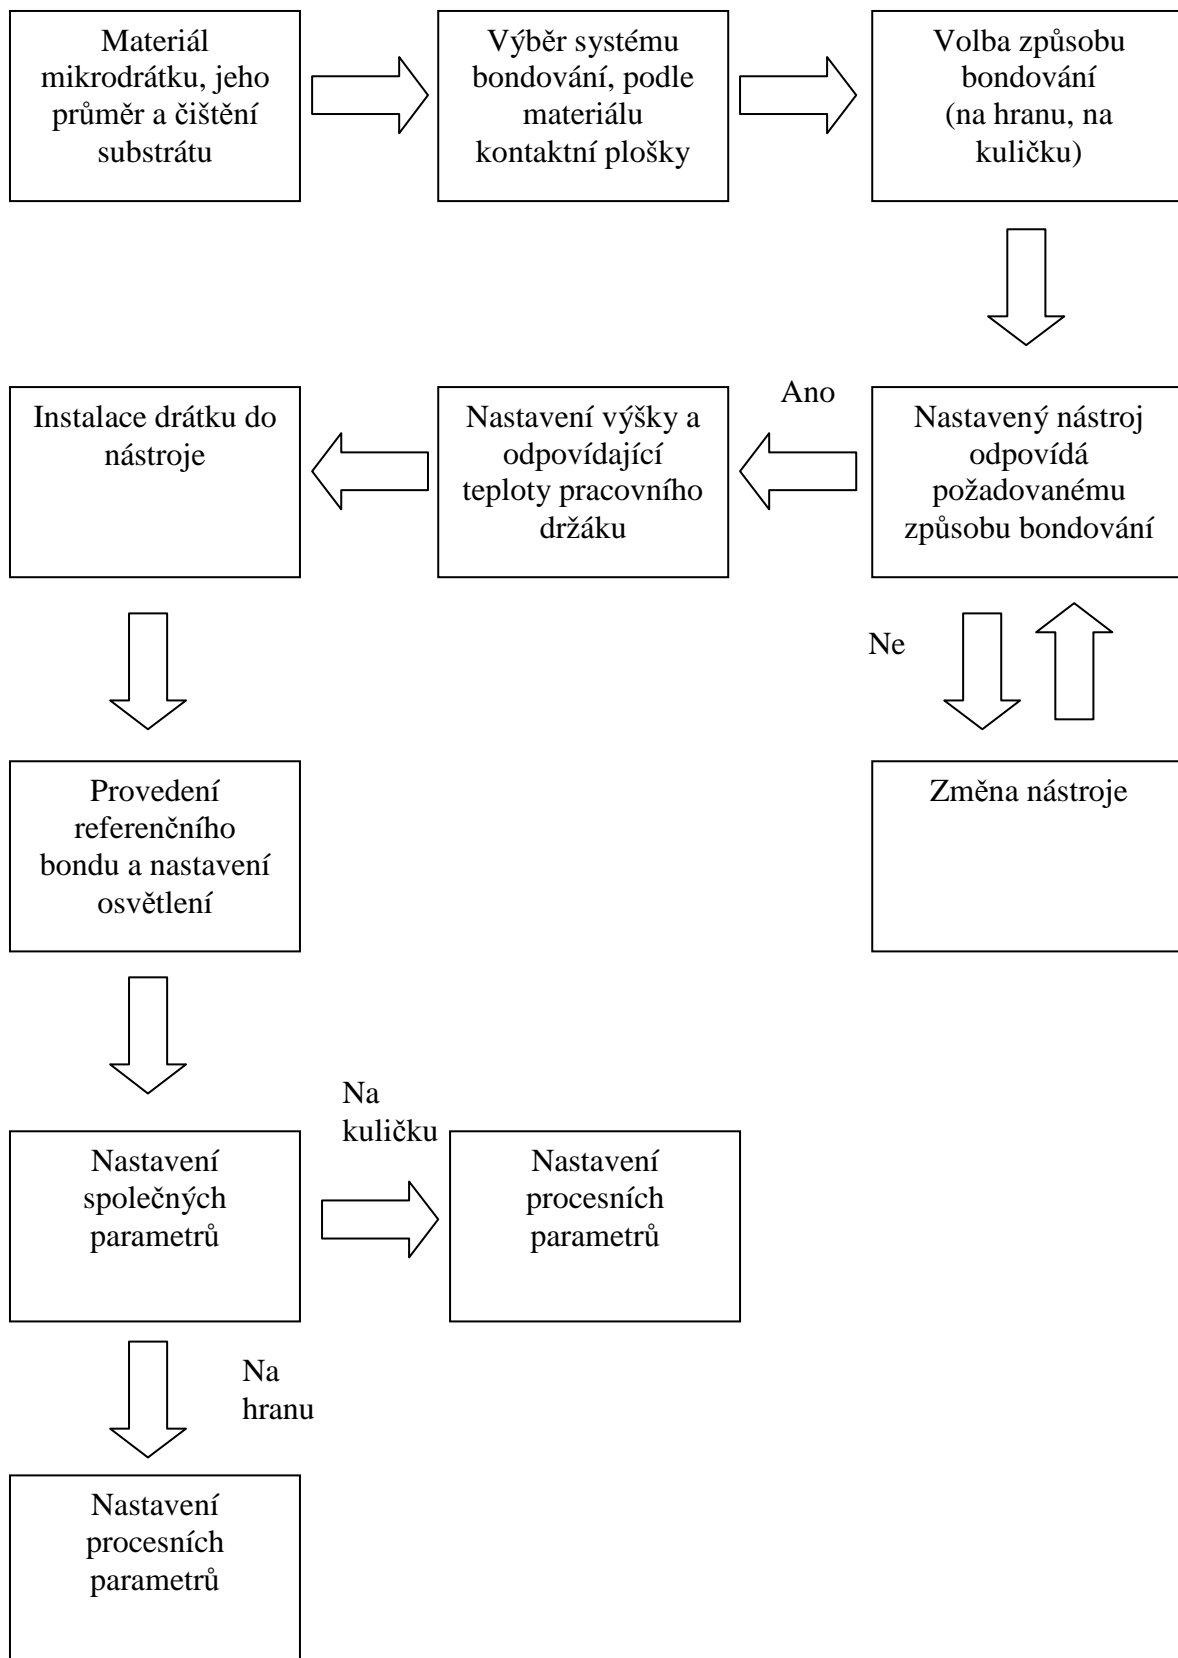 Materiál
mikrodrátku, jeho
průměr a čištění
substrátu
Výběr systému
bondování, podle
materiálu
kontaktní plošky
Volba způsobu
bondování
(na hranu, na
kuličku)
Nastavený nástroj
odpovídá
požadovanému
způsobu bondování
Ano
Nastavení výšky a
odpovídající
teploty pracovního
držáku
Instalace drátku do
nástroje
Ne
Změna nástroje
Provedení
referenčního
bondu a nastavení
osvětlení
Nastavení
společných
parametrů
Na
kuličku
Nastavení
procesních
parametrů
Na
hranu
Nastavení
procesních
parametrů